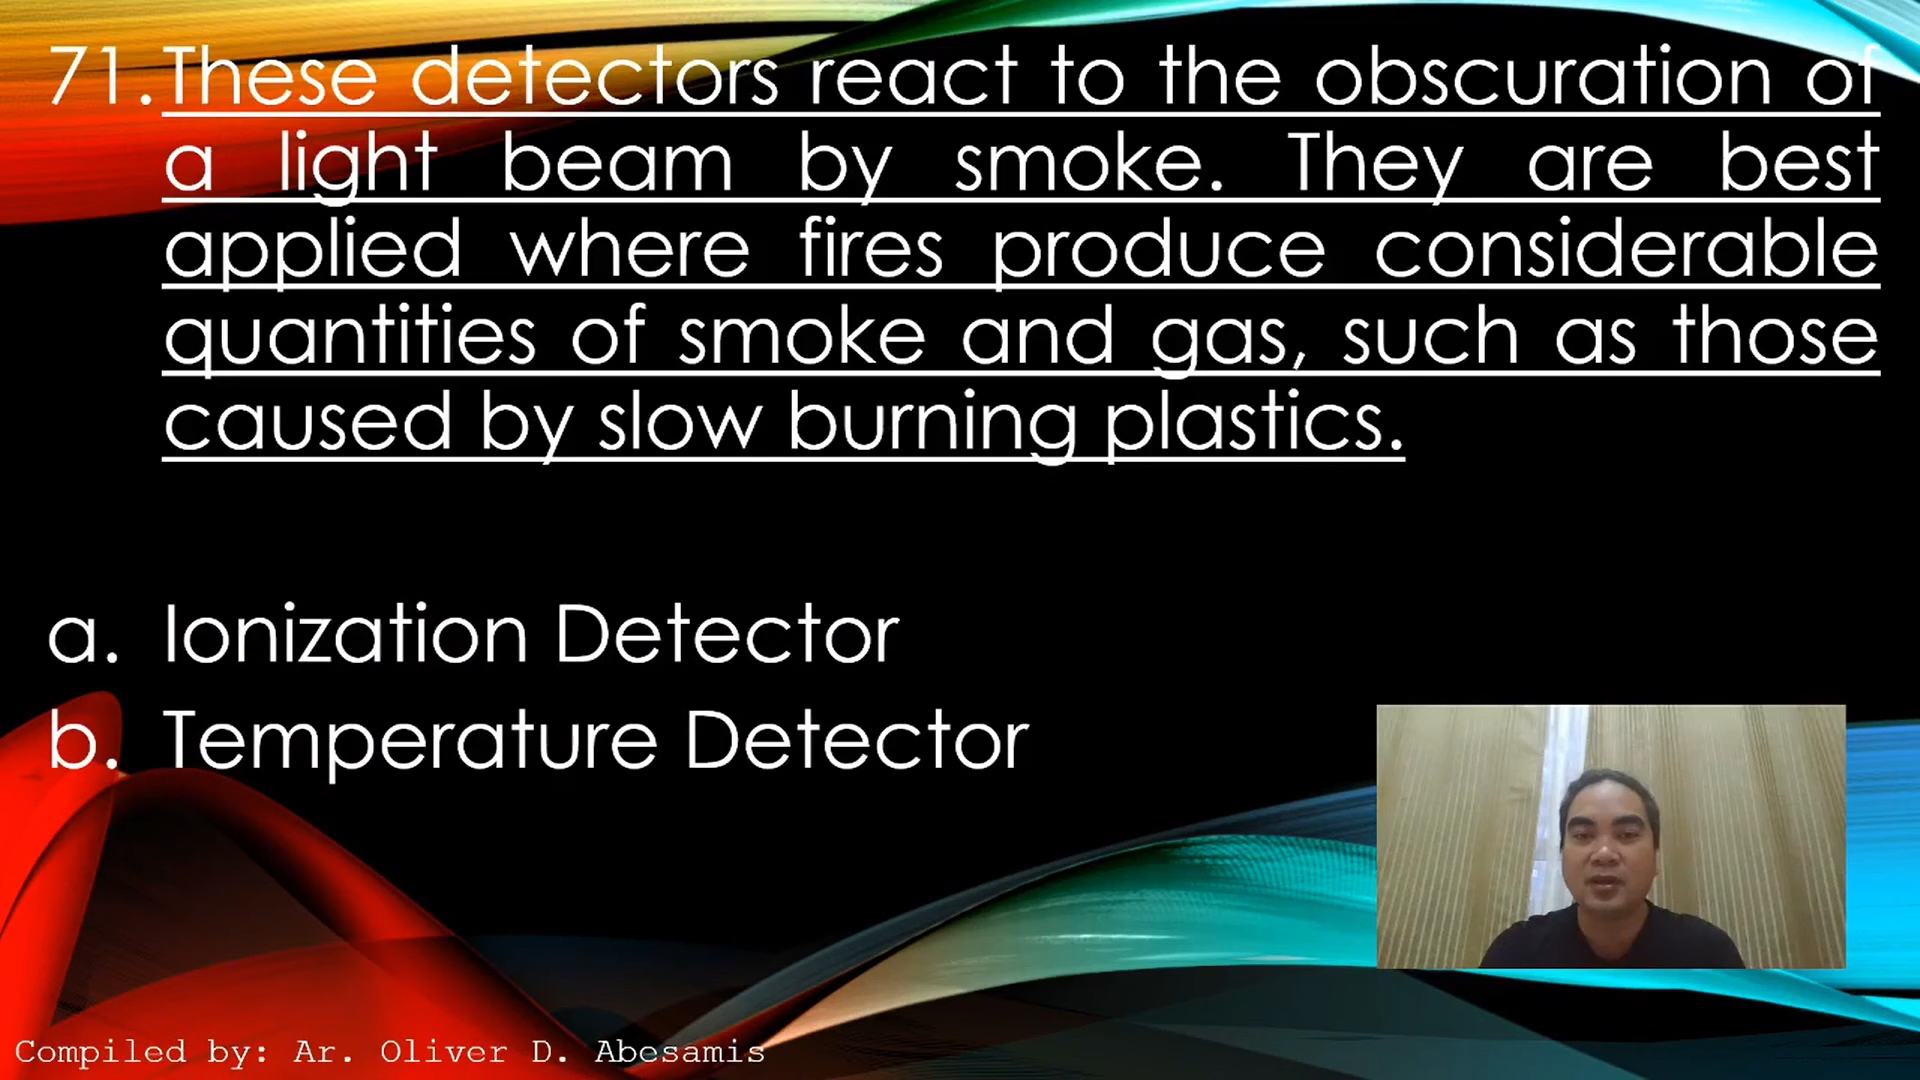 71. These detectors react to the obscuration of
a light beam by smoke. They are best
applied where fires produce considerable
quantities of smoke and gas, such as those
caused by slow burning plastics.
a. Ionization Detector
b. Temperature Detector
Compiled by: Ar. Oliver D. Abesamis